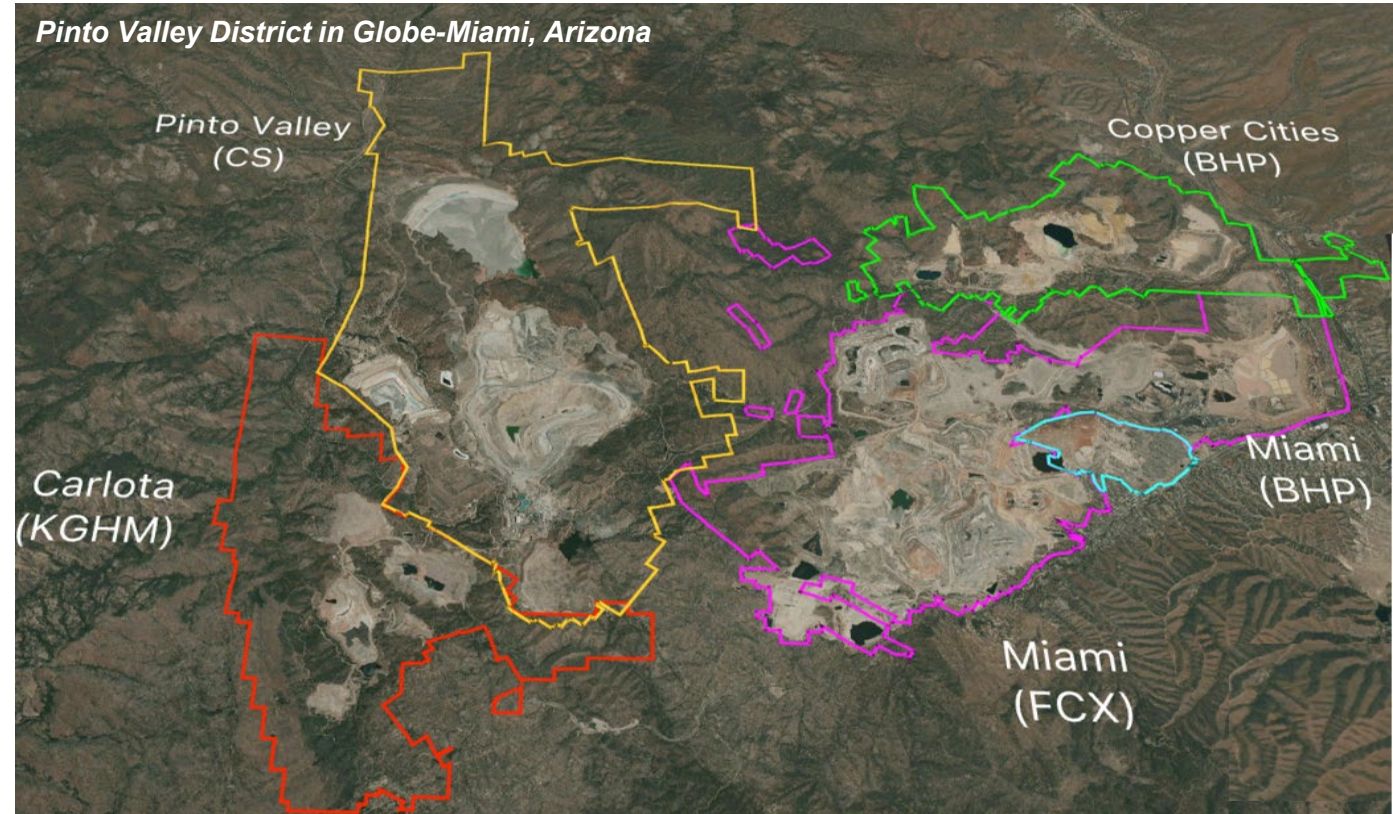 Pinto Valley District in Globe-Miami, Arizona
Pinto Valley
(CS)
Copper Cities
(BHP)
Carlota
(KGHM)
Miami
(BHP)
Miami
(FCX)